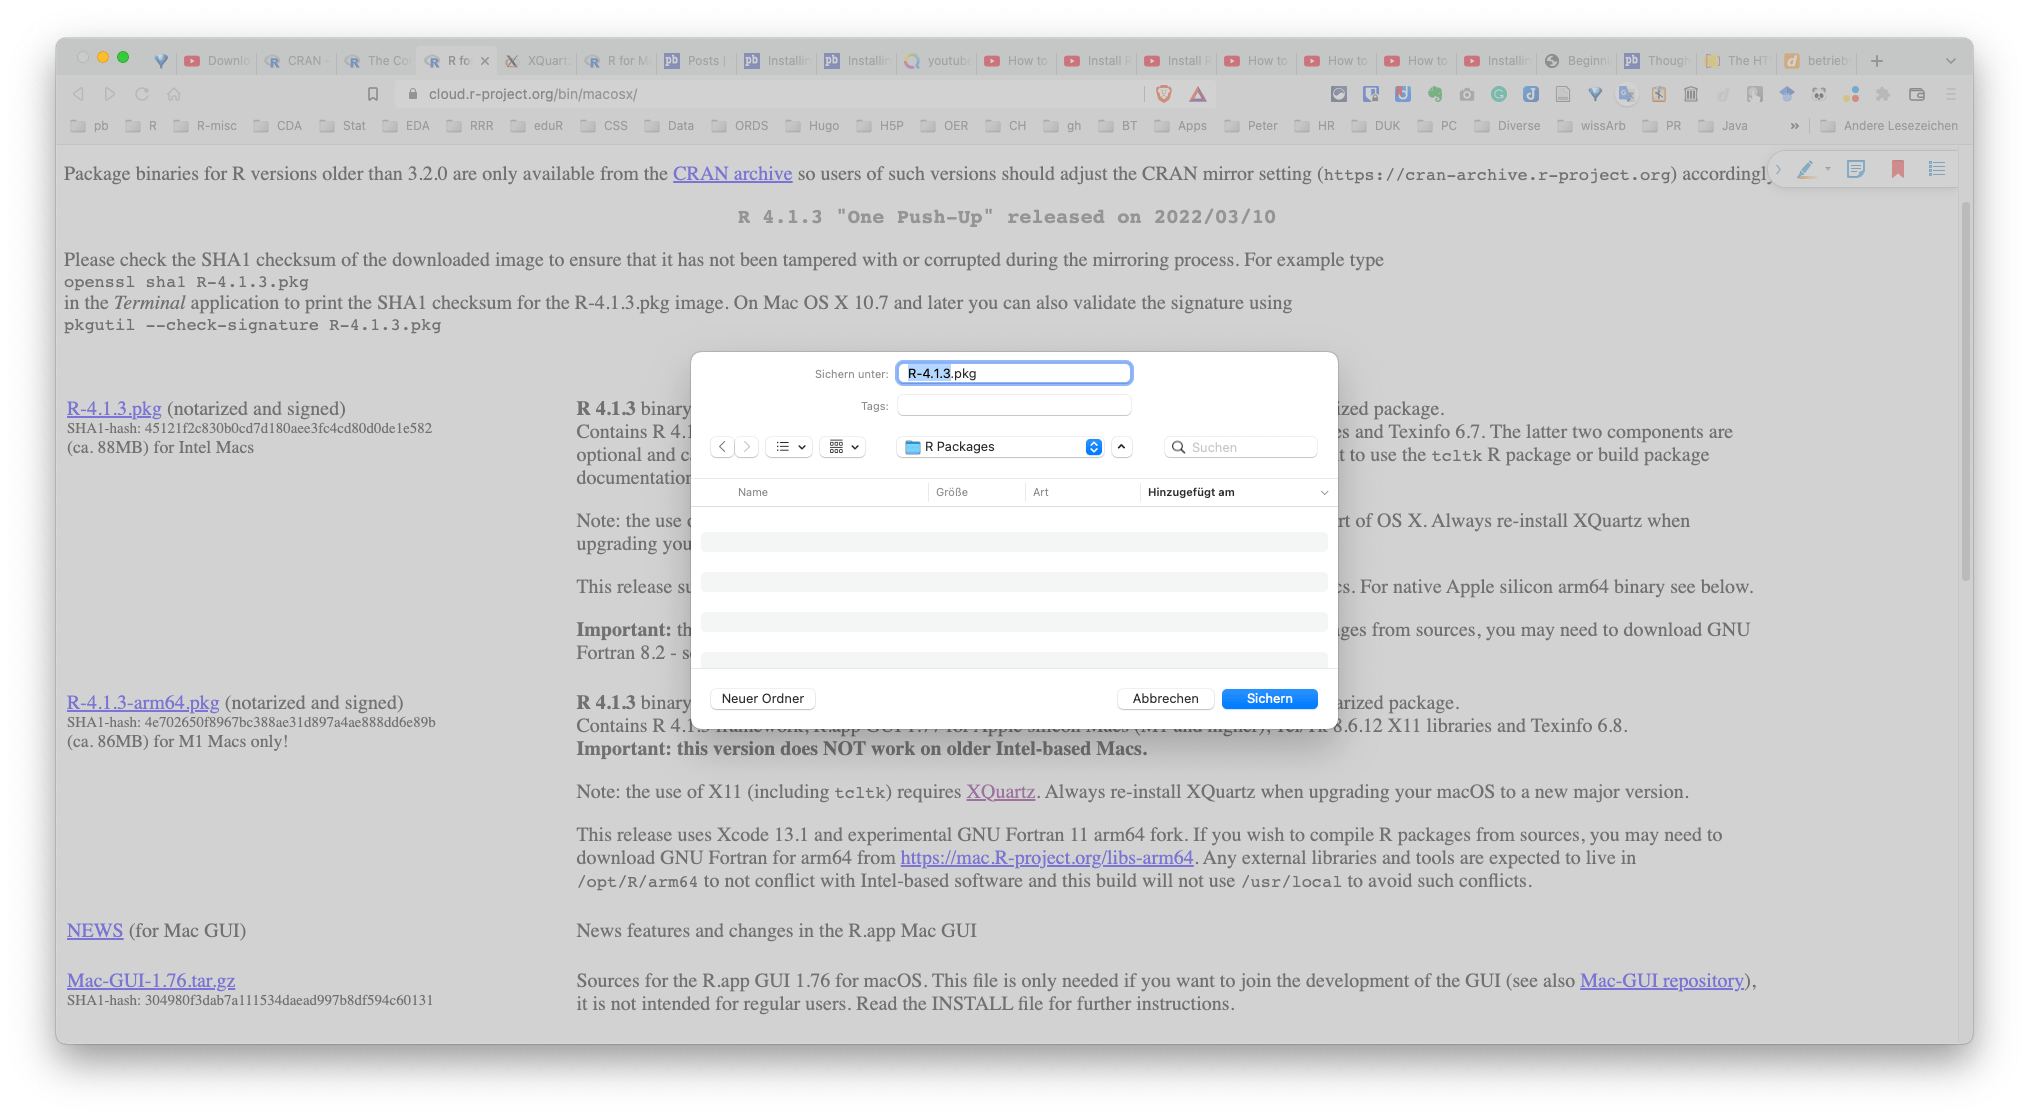 Downlo
CRAN -
The Co
R fo
XQuart
R for M
Posts |
Installin
Installin
youtube
How to
Install R
Install R
How to
How to
How to
Installin
Beginni
Though
The HT
betriebs
cloud.r-project.org/bin/macosx/
pb R R-misc CDA Stat EDA RRR eduR CSS Data ORDS Hugo H5P OER CH gh BT Apps Peter HR DUK PC Diverse wissArb PR Java » Andere Lesezeichen
Package binaries for R versions older than 3.2.0 are only available from the CRAN archive so users of such versions should adjust the CRAN mirror setting (https://cran-archive.r-project.org) accordingly
R 4.1.3 "One Push-Up" released on 2022/03/10
Please check the SHA1 checksum of the downloaded image to ensure that it has not been tampered with or corrupted during the mirroring process. For example type
openssl sha1 R-4.1.3.pkg
in the Terminal application to print the SHA1 checksum for the R-4.1.3.pkg image. On Mac OS X 10.7 and later you can also validate the signature using
pkgutil --check-signature R-4.1.3.pkg
Sichern unter: R-4.1.3.pkg
Tags:
R Packages
Suchen
Name Größe Art Hinzugefügt am
Neuer Ordner Abbrechen Sichern
R-4.1.3.pkg (notarized and signed)
SHA1-hash: 45121f2c830b0cd7d180aee3fc4cd80d0de1e582
(ca. 88MB) for Intel Macs
R 4.1.3 binary ized package.
Contains R 4.1 s and Texinfo 6.7. The latter two components are
optional and c t to use the tcltk R package or build package
documentation
Note: the use rt of OS X. Always re-install XQuartz when
upgrading you
This release su cs. For native Apple silicon arm64 binary see below.
Important: th ges from sources, you may need to download GNU
Fortran 8.2 - s
R-4.1.3-arm64.pkg (notarized and signed)
SHA1-hash: 4e702650f8967bc388ae31d897a4ae888dd6e89b
(ca. 86MB) for M1 Macs only!
R 4.1.3 binary arized package.
Contains R 4.1.3 framework, R.app GUI 1.77 for Apple silicon Macs (M1 and higher), Tcl/Tk 8.6.12 X11 libraries and Texinfo 6.8.
Important: this version does NOT work on older Intel-based Macs.
Note: the use of X11 (including tcltk) requires XQuartz. Always re-install XQuartz when upgrading your macOS to a new major version.
This release uses Xcode 13.1 and experimental GNU Fortran 11 arm64 fork. If you wish to compile R packages from sources, you may need to
download GNU Fortran for arm64 from https://mac.R-project.org/libs-arm64. Any external libraries and tools are expected to live in
/opt/R/arm64 to not conflict with Intel-based software and this build will not use /usr/local to avoid such conflicts.
NEWS (for Mac GUI)
News features and changes in the R.app Mac GUI
Mac-GUI-1.76.tar.gz
SHA1-hash: 304980f3dab7a111534daead997b8df594c60131
Sources for the R.app GUI 1.76 for macOS. This file is only needed if you want to join the development of the GUI (see also Mac-GUI repository),
it is not intended for regular users. Read the INSTALL file for further instructions.